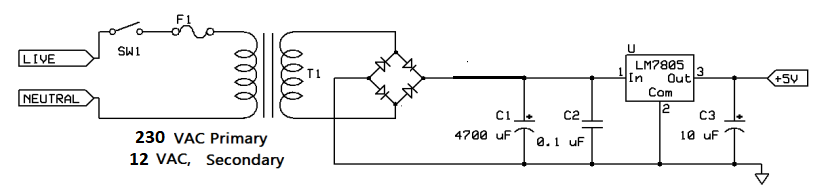 F1
SW1
LIVE
NEUTRAL
T1
230 VAC Primary
12 VAC, Secondary
U
LM7805
1 In Out 3
Com
2
+5V
C1
4700 uF
C2
0.1 uF
C3
10 uF
+
+